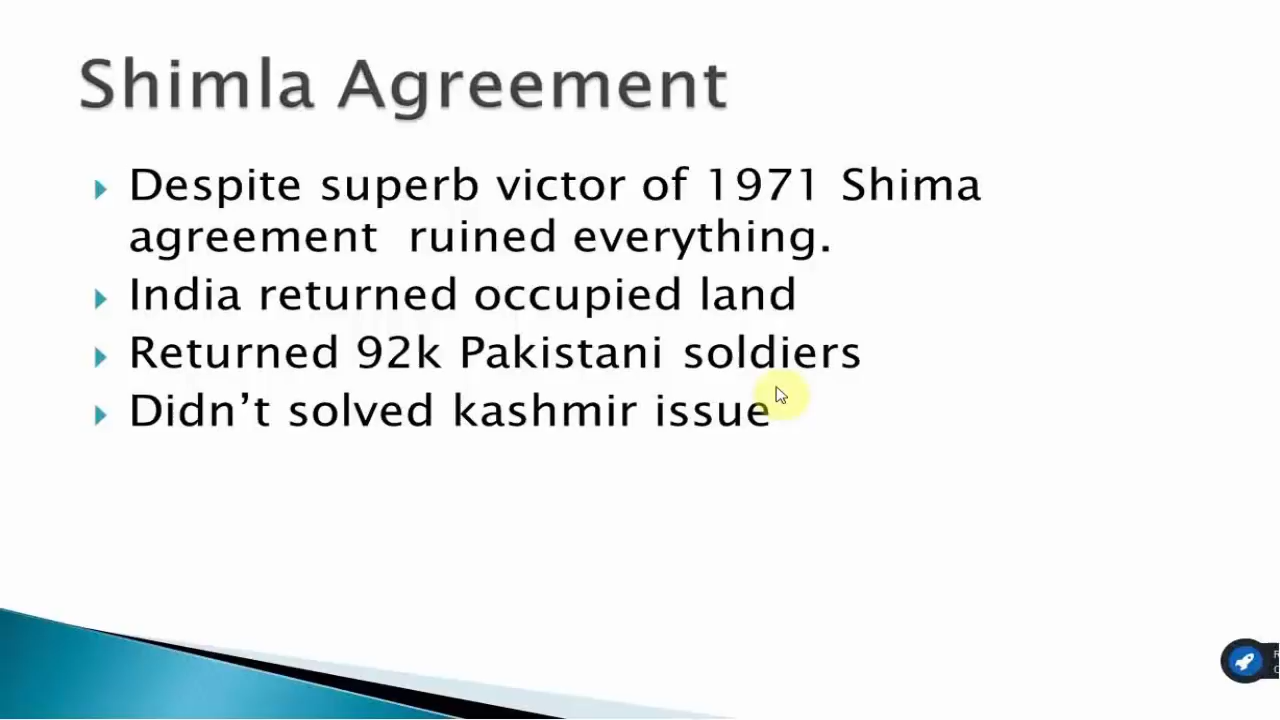 Shimla Agreement
Despite superb victor of 1971 Shima
agreement ruined everything.
India returned occupied land
Returned 92k Pakistani soldiers
Didn't solved kashmir issue